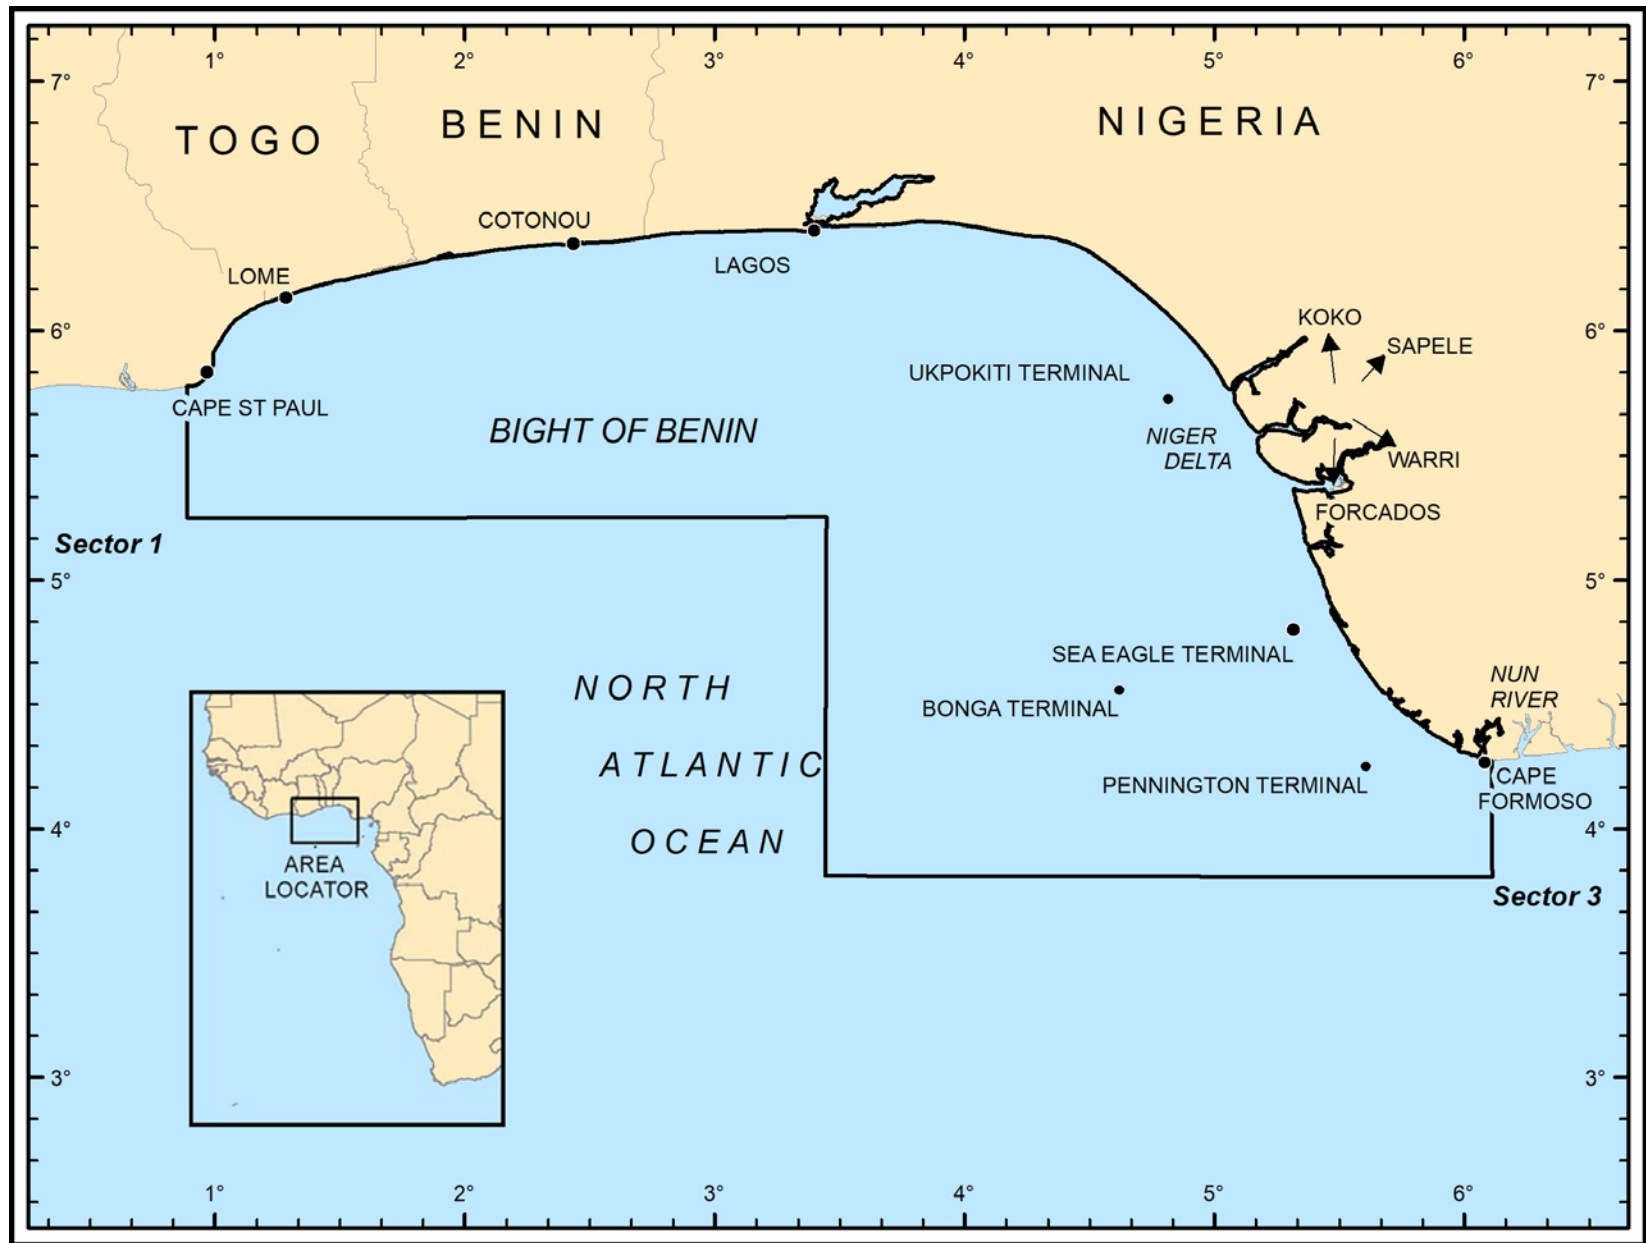 1° 2° 3° 4° 5° 6°
7° 7°
TOGO BENIN NIGERIA
COTONOU
LAGOS
LOME
6° 6°
KOKO
SAPELE
UKPOKITI TERMINAL
CAPE ST PAUL
BIGHT OF BENIN
NIGER
DELTA
WARRI
FORCADOS
Sector 1
5° 5°
SEA EAGLE TERMINAL
NORTH
ATLANTIC
OCEAN
NUN
RIVER
BONGA TERMINAL
PENNINGTON TERMINAL
CAPE
FORMOSO
4° 4°
AREA
LOCATOR
Sector 3
3° 3°
1° 2° 3° 4° 5° 6°